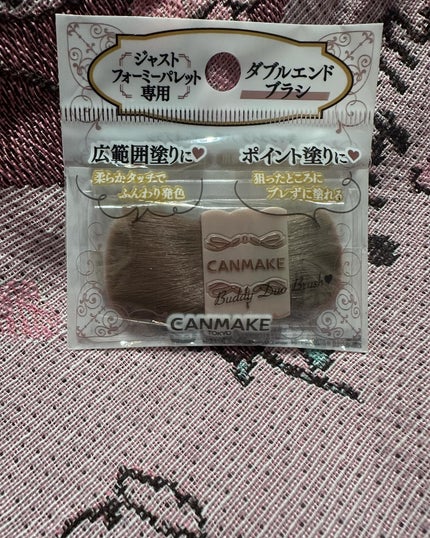 ジャスト
フォーミーパレット
専用
ダブルエンド
ブラシ
広範囲塗りに♥
柔らかタッチで
ふんわり発色
ポイント塗りに♥
狙ったところに
ブレずに塗れる
CANMAKE
Buddy Duo Brush♥
CANMAKE
TOKYO